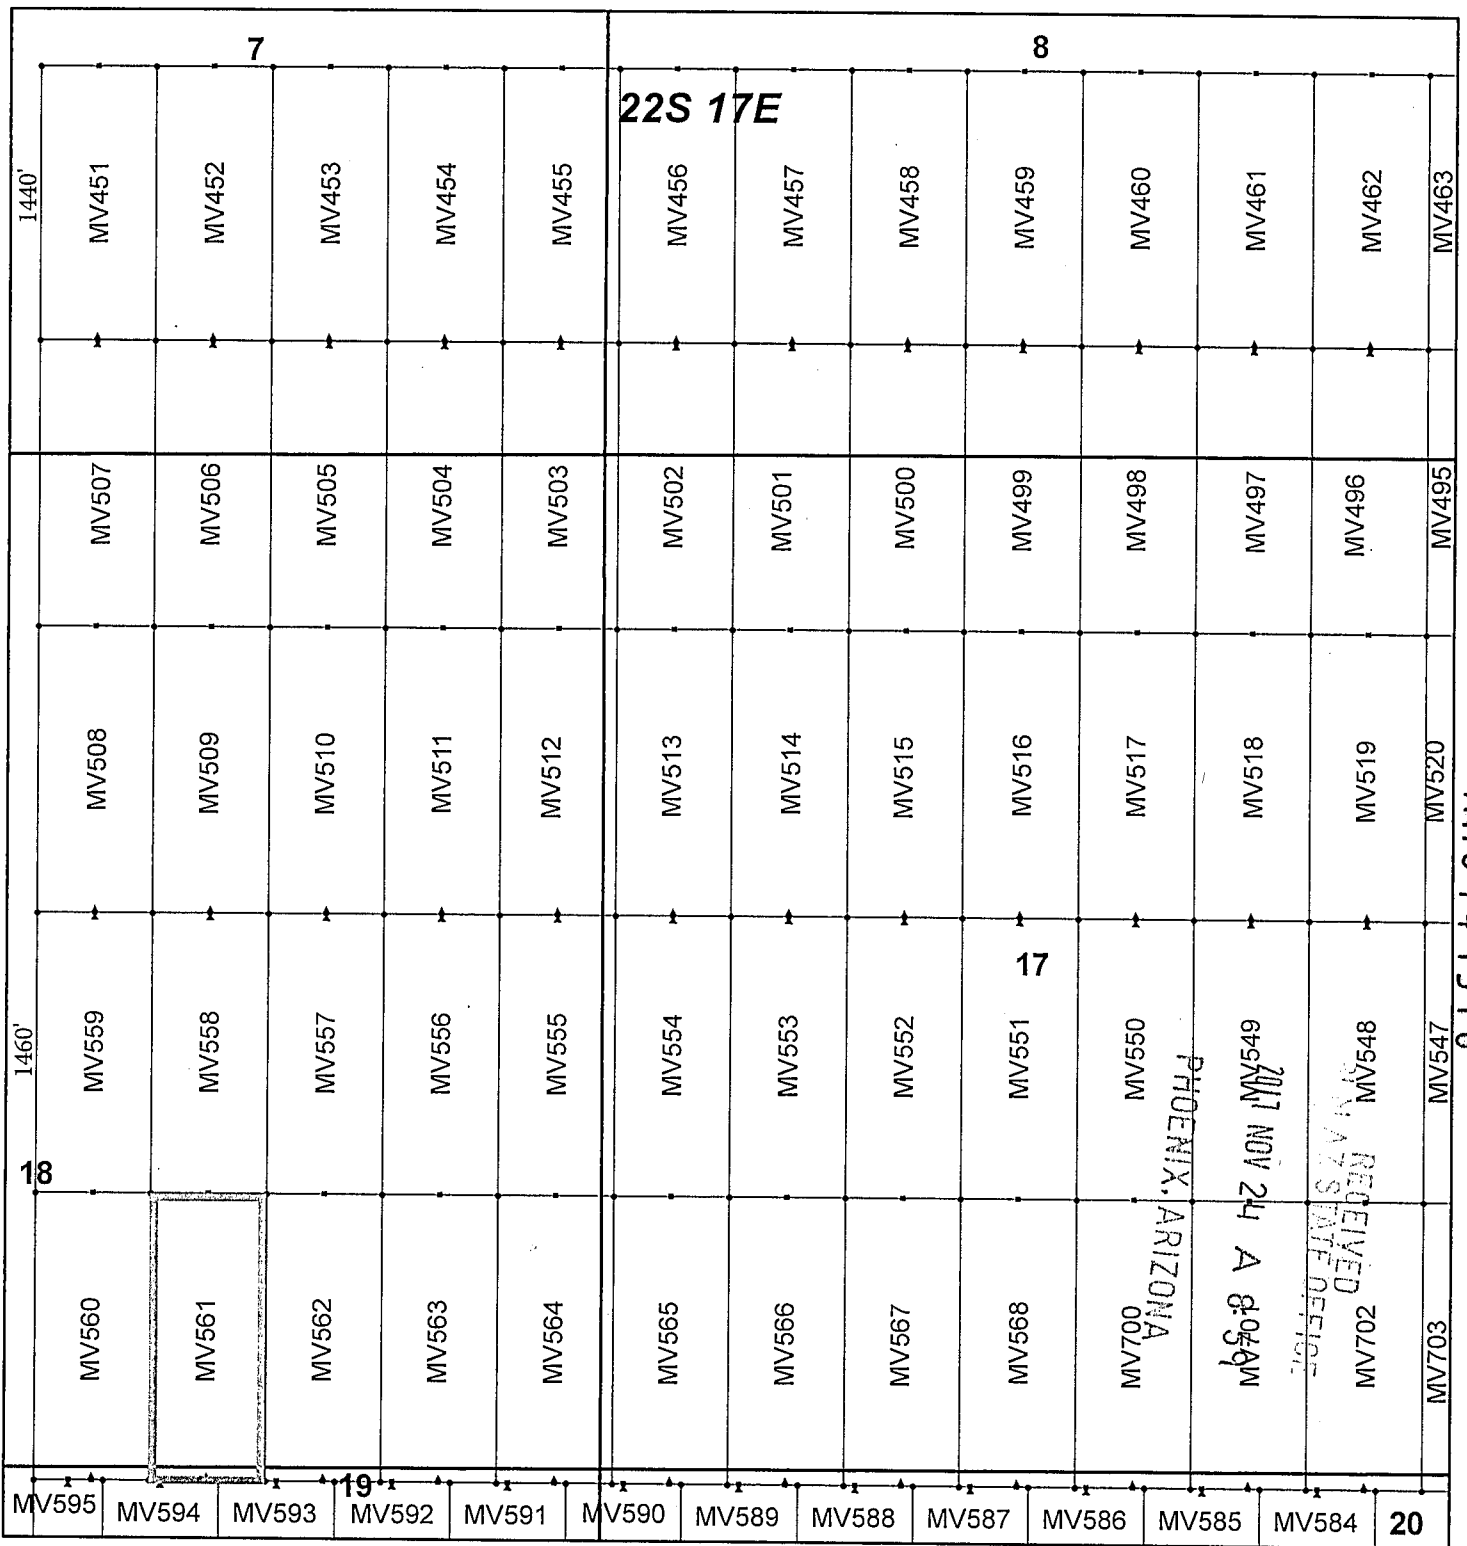 7 8
22S 17E
1440'
MV451 MV452 MV453 MV454 MV455 MV456 MV457 MV458 MV459 MV460 MV461 MV462 MV463
MV507 MV506 MV505 MV504 MV503 MV502 MV501 MV500 MV499 MV498 MV497 MV496 MV495
MV508 MV509 MV510 MV511 MV512 MV513 MV514 MV515 MV516 MV517 MV518 MV519 MV520
17
1460'
MV559 MV558 MV557 MV556 MV555 MV554 MV553 MV552 MV551 MV550 MV549 MV548 MV547
18
MV560 MV561 MV562 MV563 MV564 MV565 MV566 MV567 MV568 MV700 MV701 MV702 MV703
RECEIVED
AZ STATE OFFICE
2017 NOV 24 A 8:59
PHOENIX, ARIZONA
19
MV595 MV594 MV593 MV592 MV591 MV590 MV589 MV588 MV587 MV586 MV585 MV584 20